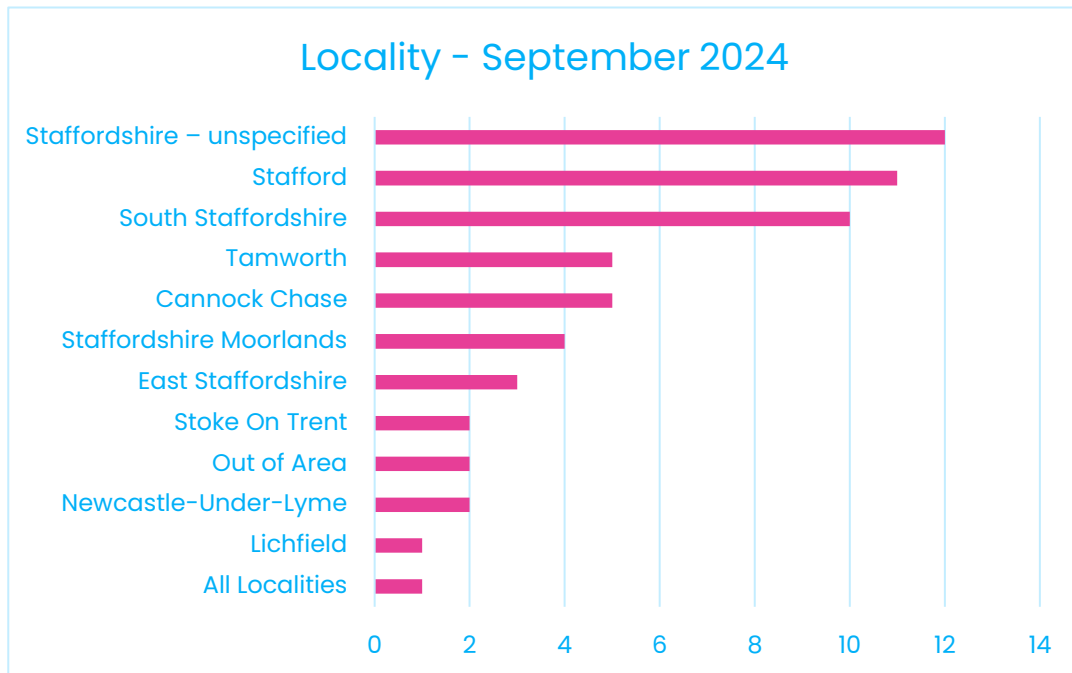 Locality - September 2024
Staffordshire – unspecified
Stafford
South Staffordshire
Tamworth
Cannock Chase
Staffordshire Moorlands
East Staffordshire
Stoke On Trent
Out of Area
Newcastle-Under-Lyme
Lichfield
All Localities
0 2 4 6 8 10 12 14